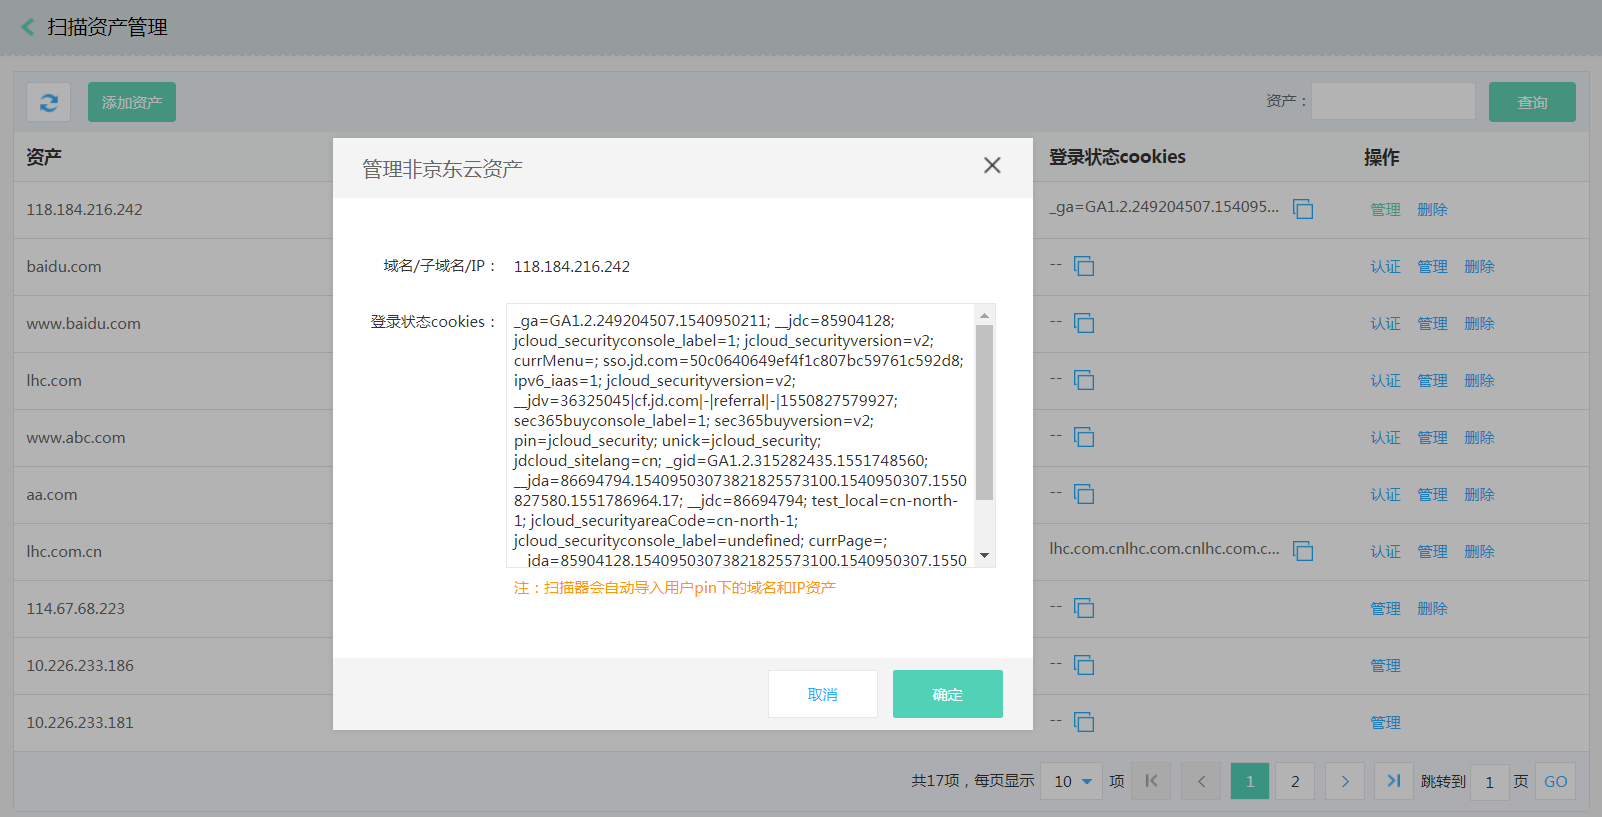 扫描资产管理
添加资产
资产：
查询
资产
登录状态cookies
操作
118.184.216.242
_ga=GA1.2.249204507.154095...
管理 删除
baidu.com
--
认证 管理 删除
www.baidu.com
--
认证 管理 删除
lhc.com
--
认证 管理 删除
www.abc.com
--
认证 管理 删除
aa.com
--
认证 管理 删除
lhc.com.cn
lhc.com.cnlhc.com.cnlhc.com.c...
认证 管理 删除
114.67.68.223
--
管理 删除
10.226.233.186
--
管理
10.226.233.181
--
管理
管理非京东云资产
域名/子域名/IP： 118.184.216.242
登录状态cookies：
_ga=GA1.2.249204507.1540950211; __jdc=85904128;
jcloud_securityconsole_label=1; jcloud_securityversion=v2;
currMenu=; sso.jd.com=50c0640649ef4f1c807bc59761c592d8;
ipv6_iaas=1; jcloud_securityversion=v2;
__jdv=36325045|cf.jd.com|-|referral|-|1550827579927;
sec365buyconsole_label=1; sec365buyversion=v2;
pin=jcloud_security; unick=jcloud_security;
jdcloud_sitelang=cn; _gid=GA1.2.315282435.1551748560;
__jda=86694794.15409503073821825573100.1540950307.1550
827580.1551786964.17; __jdc=86694794; test_local=cn-north-
1; jcloud_securityareaCode=cn-north-1;
jcloud_securityconsole_label=undefined; currPage=;
__jda=85904128.15409503073821825573100.1540950307.1550
注：扫描器会自动导入用户pin下的域名和IP资产
取消
确定
共17项，每页显示 10 项 1 2 跳转到 1 页 GO